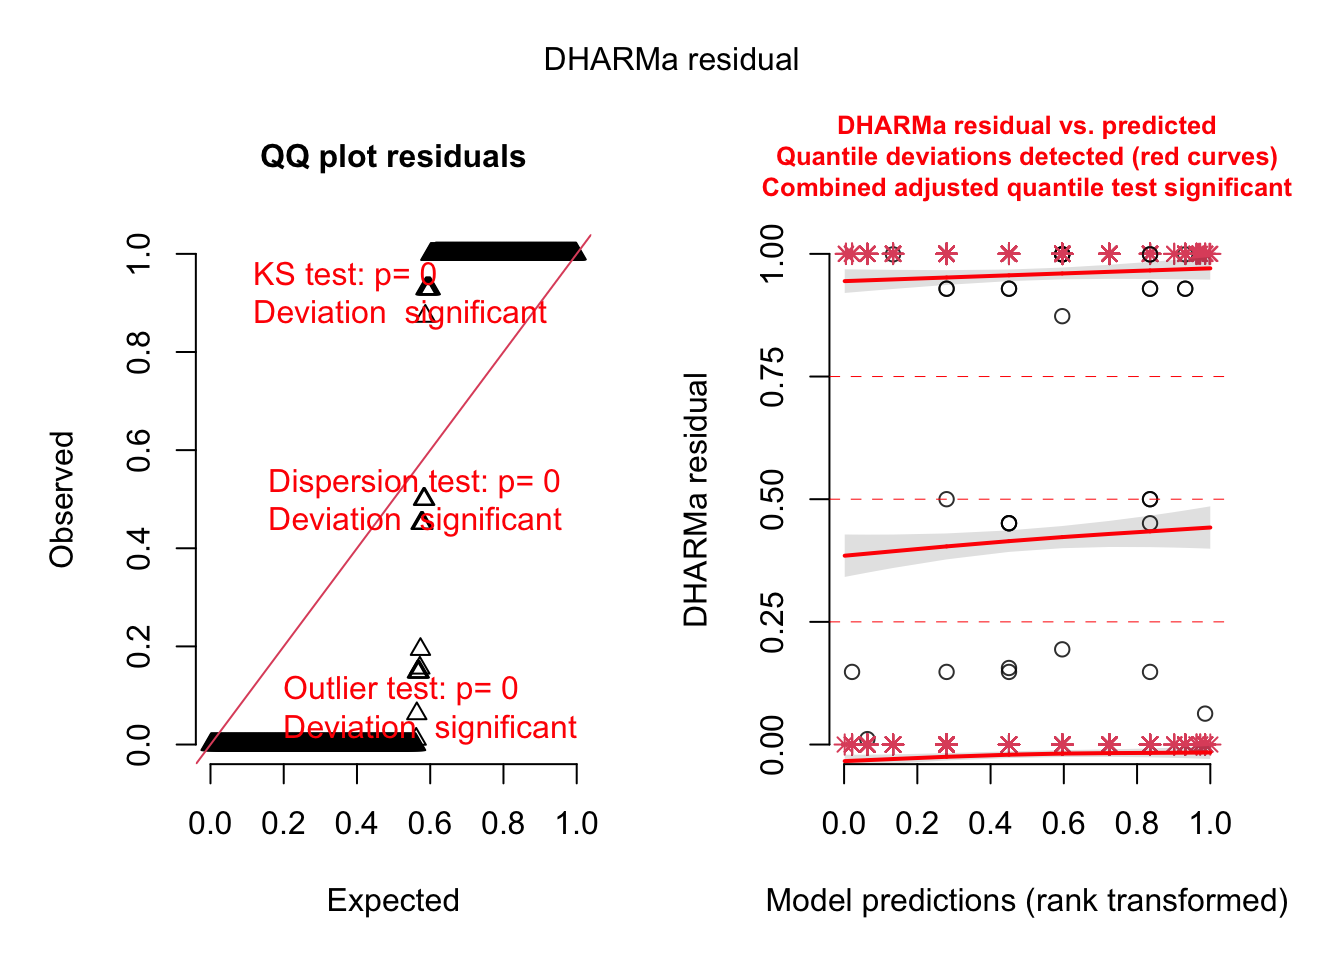 DHARMa residual
QQ plot residuals
KS test: p= 0
Deviation  significant
Dispersion test: p= 0
Deviation  significant
Outlier test: p= 0
Deviation  significant
Observed
0.0 0.2 0.4 0.6 0.8 1.0
0.0 0.2 0.4 0.6 0.8 1.0
Expected
DHARMa residual vs. predicted
Quantile deviations detected (red curves)
Combined adjusted quantile test significant
DHARMa residual
0.00 0.25 0.50 0.75 1.00
0.0 0.2 0.4 0.6 0.8 1.0
Model predictions (rank transformed)